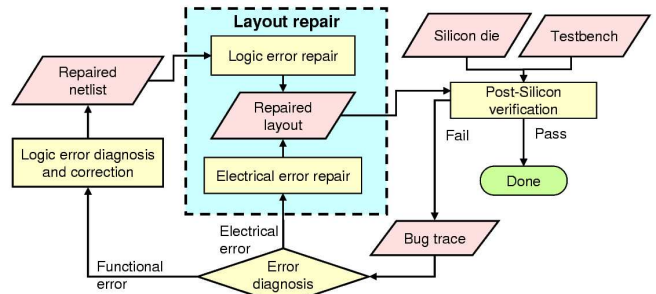 Layout repair
Silicon die
Testbench
Logic error repair
Repaired
netlist
Repaired
layout
Post-Silicon
verification
Fail
Pass
Logic error diagnosis
and correction
Electrical error repair
Done
Electrical
error
Bug trace
Functional
error
Error
diagnosis